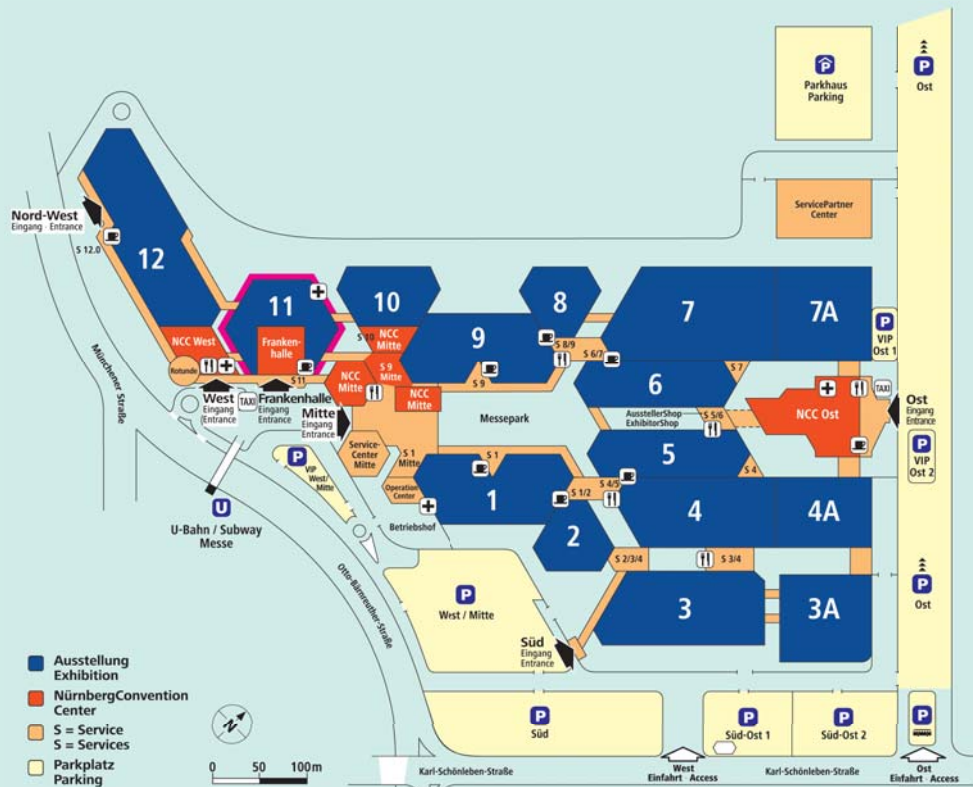 P
Parkhaus
Parking
P
Ost
ServicePartner
Center
Nord-West
Eingang · Entrance
S 12.0
12
11
10
8
7
7A
9
NCC West
Franken-
halle
S 10
NCC
Mitte
S 8/9
S 6/7
P
VIP
Ost 1
Rotunde
S 11
NCC
Mitte
S 9
Mitte
S 9
NCC
Mitte
6
S 7
West
Eingang
Entrance
TAXI
Frankenhalle
Eingang
Entrance
Mitte
Eingang
Entrance
Messepark
AusstellerShop
ExhibitorShop
S 5/6
NCC Ost
TAXI
Ost
Eingang
Entrance
Münchener Straße
P
VIP
West/
Mitte
Service-
Center
Mitte
S 1
Mitte
S 1
5
S 4
P
VIP
Ost 2
Operation
Center
1
S 1/2
S 4/5
4
4A
U
U-Bahn / Subway
Messe
Betriebshof
2
S 2/3/4
S 3/4
Otto-Bärnreuther-Straße
P
West / Mitte
3
3A
P
Ost
Süd
Eingang
Entrance
Ausstellung
Exhibition
NürnbergConvention
Center
S = Service
S = Services
Parkplatz
Parking
N
0 50 100m
P
Süd
P
Süd-Ost 1
P
Süd-Ost 2
P
Karl-Schönleben-Straße
West
Einfahrt · Access
Karl-Schönleben-Straße
Ost
Einfahrt · Access